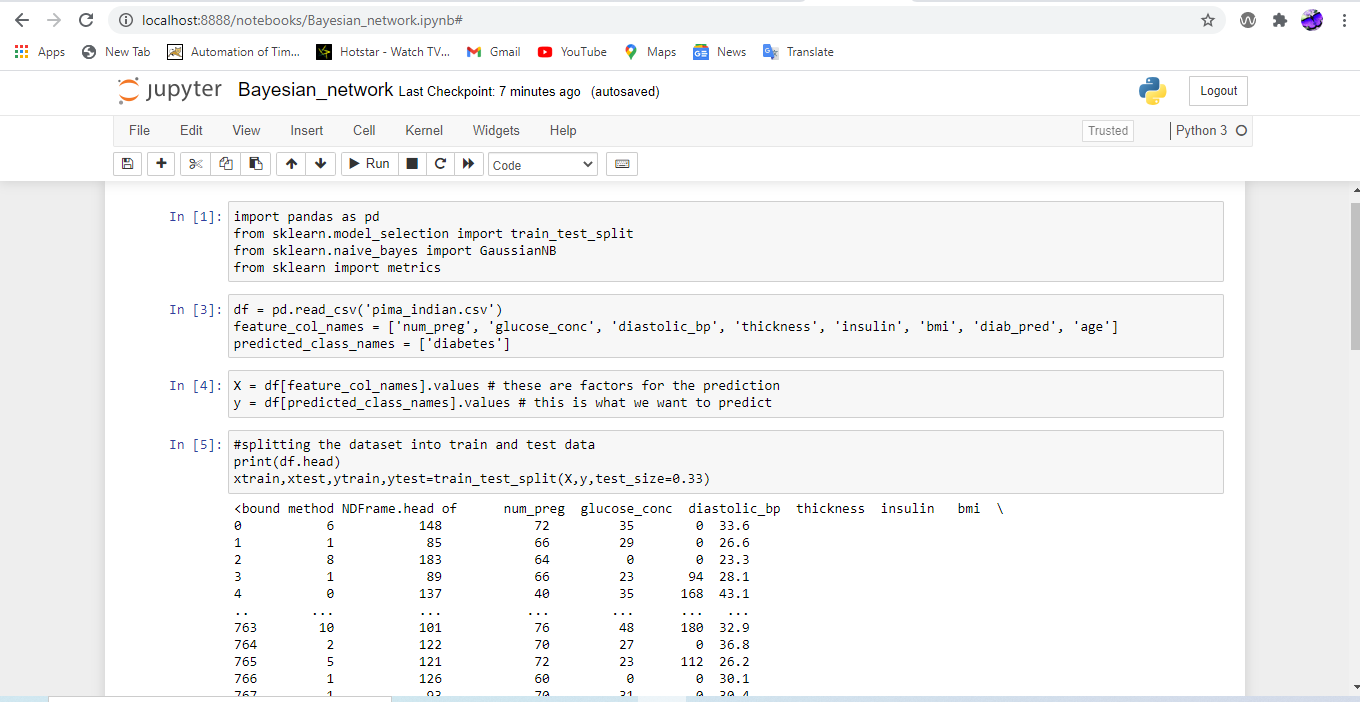 localhost:8888/notebooks/Bayesian_network.ipynb#
Apps New Tab Automation of Tim... Hotstar - Watch TV... Gmail YouTube Maps News Translate
jupyter Bayesian_network Last Checkpoint: 7 minutes ago (autosaved) Logout
File Edit View Insert Cell Kernel Widgets Help Trusted Python 3
Run Code
In [1]: import pandas as pd
from sklearn.model_selection import train_test_split
from sklearn.naive_bayes import GaussianNB
from sklearn import metrics
In [3]: df = pd.read_csv('pima_indian.csv')
feature_col_names = ['num_preg', 'glucose_conc', 'diastolic_bp', 'thickness', 'insulin', 'bmi', 'diab_pred', 'age']
predicted_class_names = ['diabetes']
In [4]: X = df[feature_col_names].values # these are factors for the prediction
y = df[predicted_class_names].values # this is what we want to predict
In [5]: #splitting the dataset into train and test data
print(df.head)
xtrain,xtest,ytrain,ytest=train_test_split(X,y,test_size=0.33)
<bound method NDFrame.head of num_preg glucose_conc diastolic_bp thickness insulin bmi \
0 6 148 72 35 0 33.6
1 1 85 66 29 0 26.6
2 8 183 64 0 0 23.3
3 1 89 66 23 94 28.1
4 0 137 40 35 168 43.1
.. ... ... ... ... ... ...
763 10 101 76 48 180 32.9
764 2 122 70 27 0 36.8
765 5 121 72 23 112 26.2
766 1 126 60 0 0 30.1
767 1 93 70 31 0 30.4